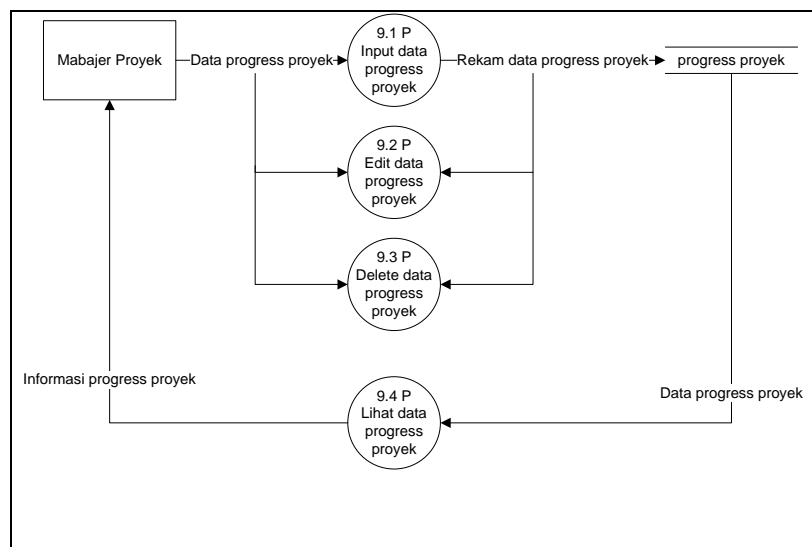 Mabajer Proyek
Data progress proyek
9.1 P
Input data
progress
proyek
Rekam data progress proyek
progress proyek
9.2 P
Edit data
progress
proyek
9.3 P
Delete data
progress
proyek
Informasi progress proyek
9.4 P
Lihat data
progress
proyek
Data progress proyek